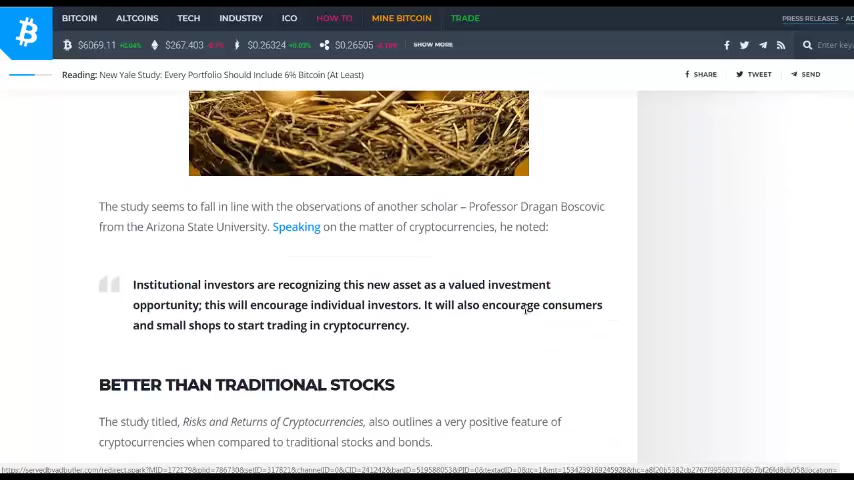 BITCOIN ALTCOINS TECH INDUSTRY ICO HOW TO MINE BITCOIN TRADE PRESS RELEASES
$6069.11 +0.04% $267.403 $0.26324 +0.03% $0.26505 SHOW MORE Enter key
Reading: New Yale Study: Every Portfolio Should Include 6% Bitcoin (At Least) SHARE TWEET SEND
The study seems to fall in line with the observations of another scholar – Professor Dragan Boscovic
from the Arizona State University. Speaking on the matter of cryptocurrencies, he noted:
Institutional investors are recognizing this new asset as a valued investment
opportunity; this will encourage individual investors. It will also encourage consumers
and small shops to start trading in cryptocurrency.
BETTER THAN TRADITIONAL STOCKS
The study titled, Risks and Returns of Cryptocurrencies, also outlines a very positive feature of
cryptocurrencies when compared to traditional stocks and bonds.